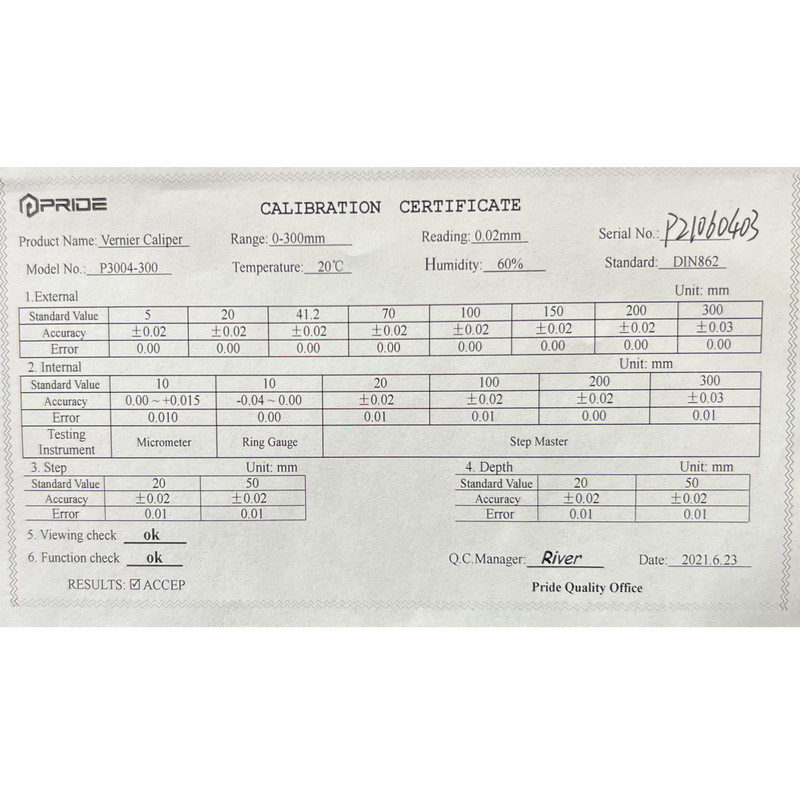 PRIDE
CALIBRATION CERTIFICATE
Product Name: Vernier Caliper Range: 0-300mm Reading: 0.02mm Serial No.: P21060403
Model No.: P3004-300 Temperature: 20℃ Humidity: 60% Standard: DIN862
1.External Unit: mm
Standard Value 5 20 41.2 70 100 150 200 300
Accuracy ±0.02 ±0.02 ±0.02 ±0.02 ±0.02 ±0.02 ±0.02 ±0.03
Error 0.00 0.00 0.00 0.00 0.00 0.00 0.00 0.00
2. Internal Unit: mm
Standard Value 10 10 20 100 200 300
Accuracy 0.00 ~ +0.015 -0.04 ~ 0.00 ±0.02 ±0.02 ±0.02 ±0.03
Error 0.010 0.00 0.01 0.01 0.00 0.01
Testing Instrument Micrometer Ring Gauge Step Master
3. Step Unit: mm
Standard Value 20 50
Accuracy ±0.02 ±0.02
Error 0.01 0.01
4. Depth Unit: mm
Standard Value 20 50
Accuracy ±0.02 ±0.02
Error 0.01 0.01
5. Viewing check ok
6. Function check ok
Q.C.Manager: River Date: 2021.6.23
RESULTS: ☑ ACCEP
Pride Quality Office